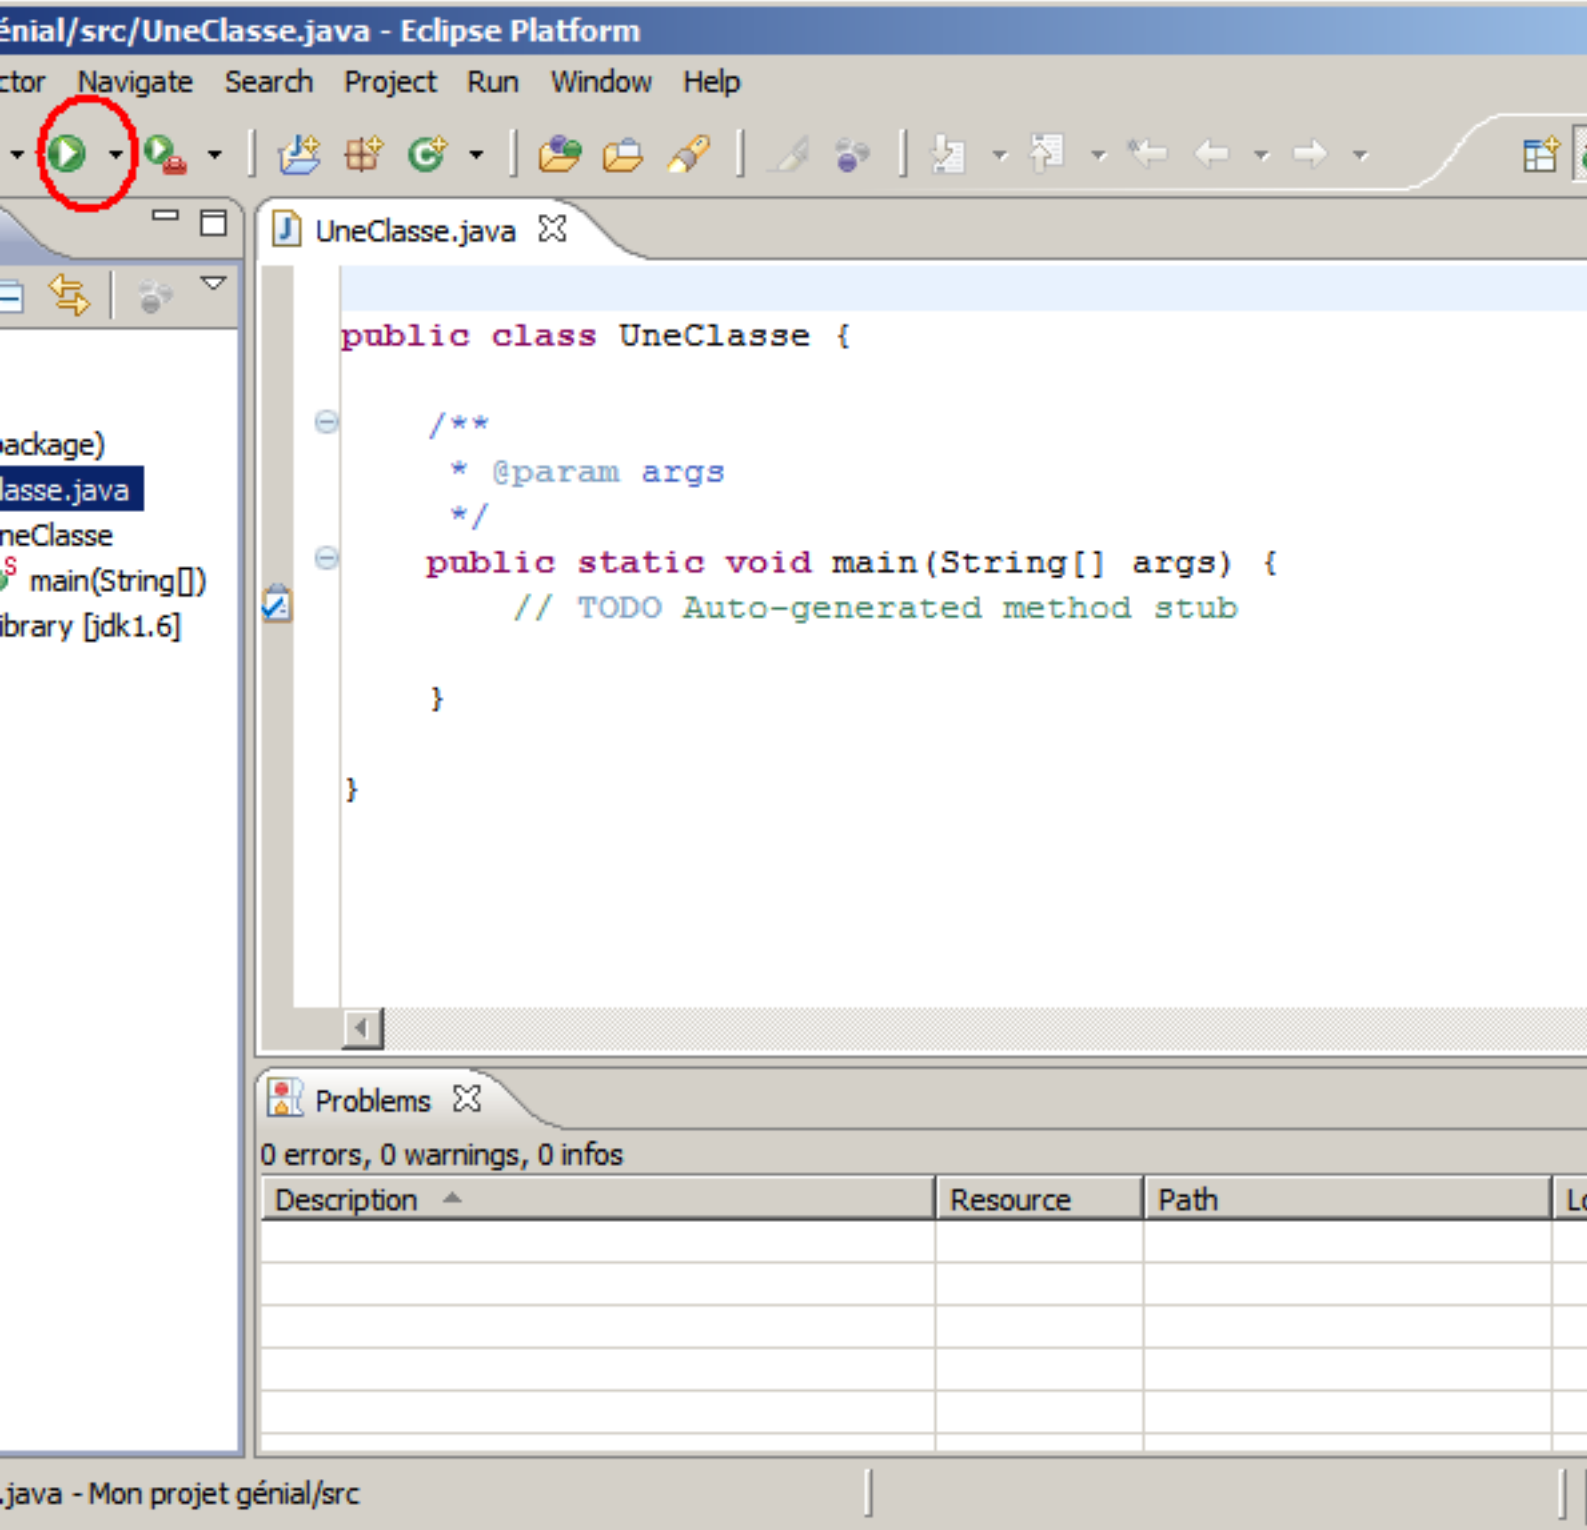 énial/src/UneClasse.java - Eclipse Platform
ctor Navigate Search Project Run Window Help
UneClasse.java
public class UneClasse {
/**
* @param args
*/
public static void main(String[] args) {
// TODO Auto-generated method stub
}
}
package)
lasse.java
neClasse
S main(String[])
ibrary [jdk1.6]
Problems
0 errors, 0 warnings, 0 infos
Description Resource Path Lo
.java - Mon projet génial/src